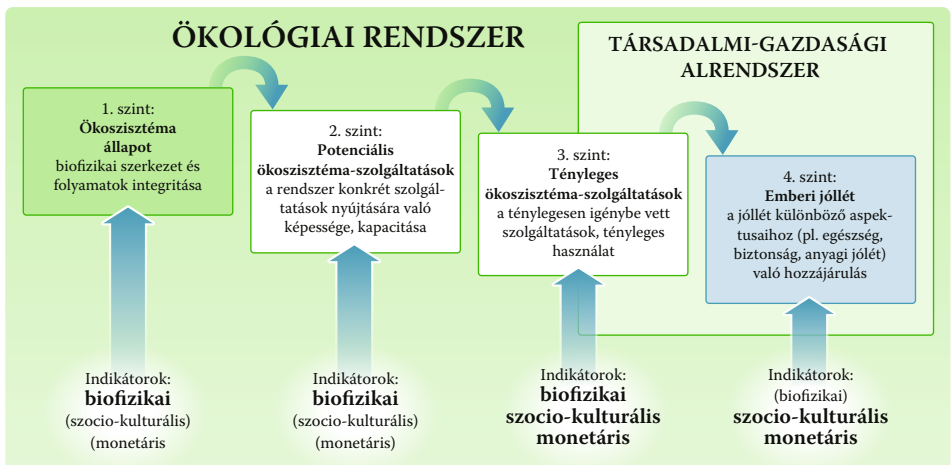 ÖKOLÓGIAI RENDSZER
TÁRSADALMI-GAZDASÁGI
ALRENDSZER
1. szint:
Ökoszisztéma
állapot
biofizikai szerkezet és
folyamatok integritása
2. szint:
Potenciális
ökoszisztéma-szolgáltatások
a rendszer konkrét szolgál-
tatások nyújtására való
képessége, kapacitása
3. szint:
Tényleges
ökoszisztéma-szolgáltatások
a ténylegesen igénybe vett
szolgáltatások, tényleges
használat
4. szint:
Emberi jóllét
a jóllét különböző aspek-
tusaihoz (pl. egészség,
biztonság, anyagi jólét)
való hozzájárulás
Indikátorok:
biofizikai
(szocio-kulturális)
(monetáris
Indikátorok:
biofizikai
(szocio-kulturális)
(monetáris)
Indikátorok:
biofizikai
szocio-kulturális
monetáris
Indikátorok:
(biofizikai)
szocio-kulturális
monetáris